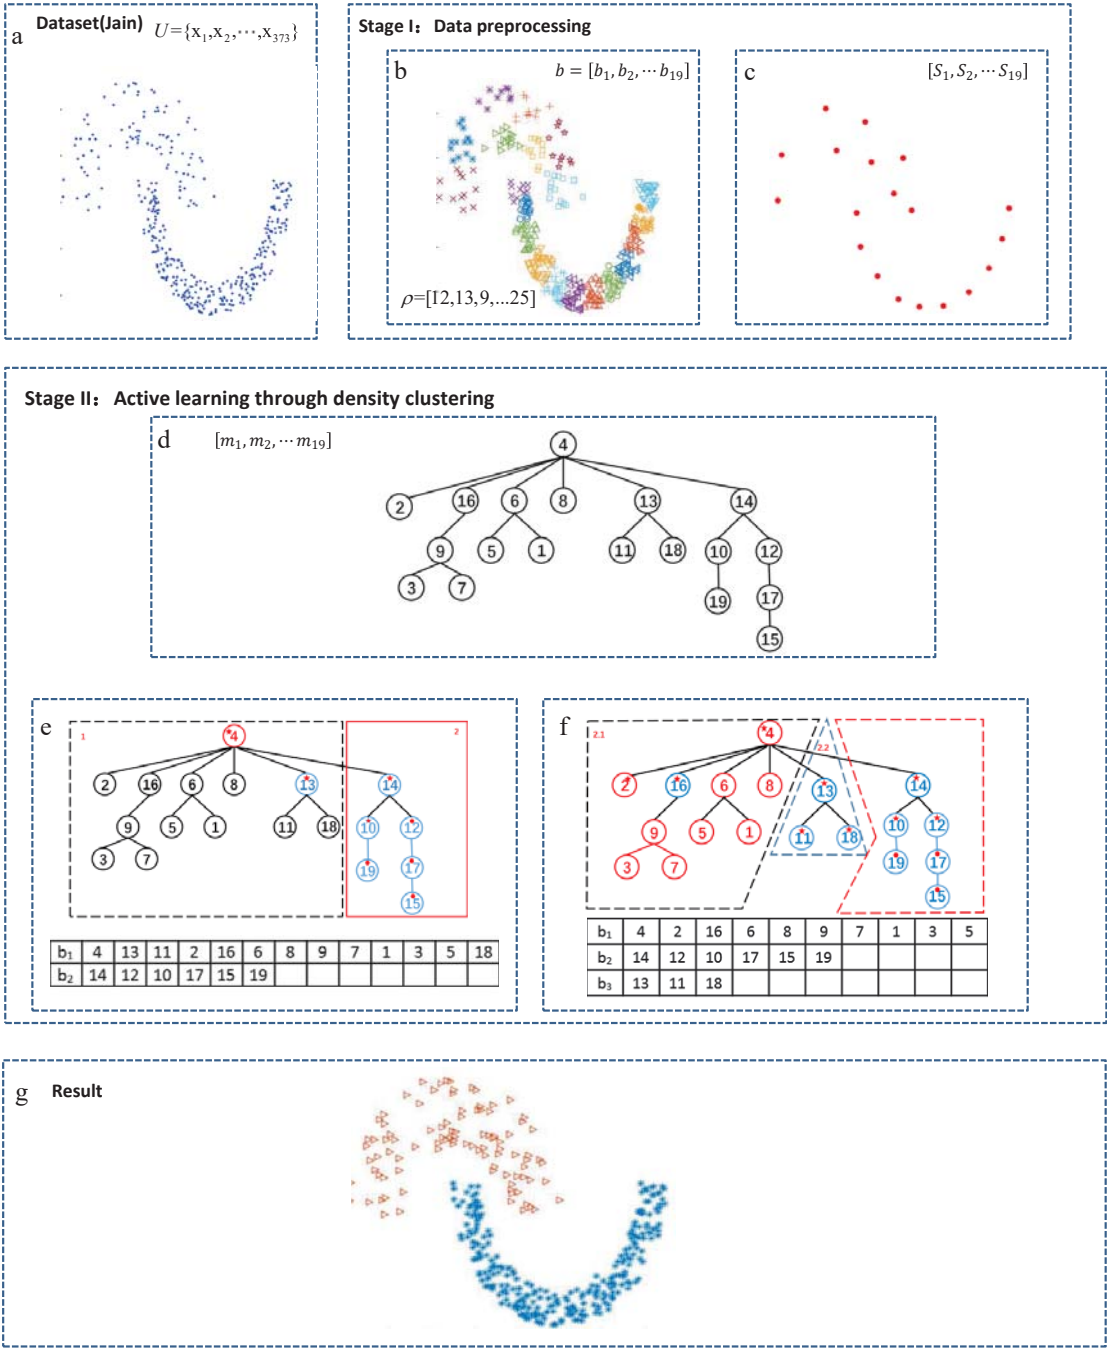 a
Dataset(Jain) U={x1,x2,⋯,x373}
Stage I： Data preprocessing
b
b = [b1, b2, ⋯ b19]
ρ=[12,13,9,...25]
c
[S1, S2, ⋯ S19]
Stage II： Active learning through density clustering
d
[m1, m2, ⋯ m19]
4
2 16 6 8 13 14
9 5 1 11 18 10 12
3 7 19 17
15
e
1 2
4
2 16 6 8 13 14
9 5 1 11 18 10 12
3 7 19 17
15
b1 4 13 11 2 16 6 8 9 7 1 3 5 18
b2 14 12 10 17 15 19
f
2.1 2.2
4
2 16 6 8 13 14
9 5 1 11 18 10 12
3 7 19 17
15
b1 4 2 16 6 8 9 7 1 3 5
b2 14 12 10 17 15 19
b3 13 11 18
g Result